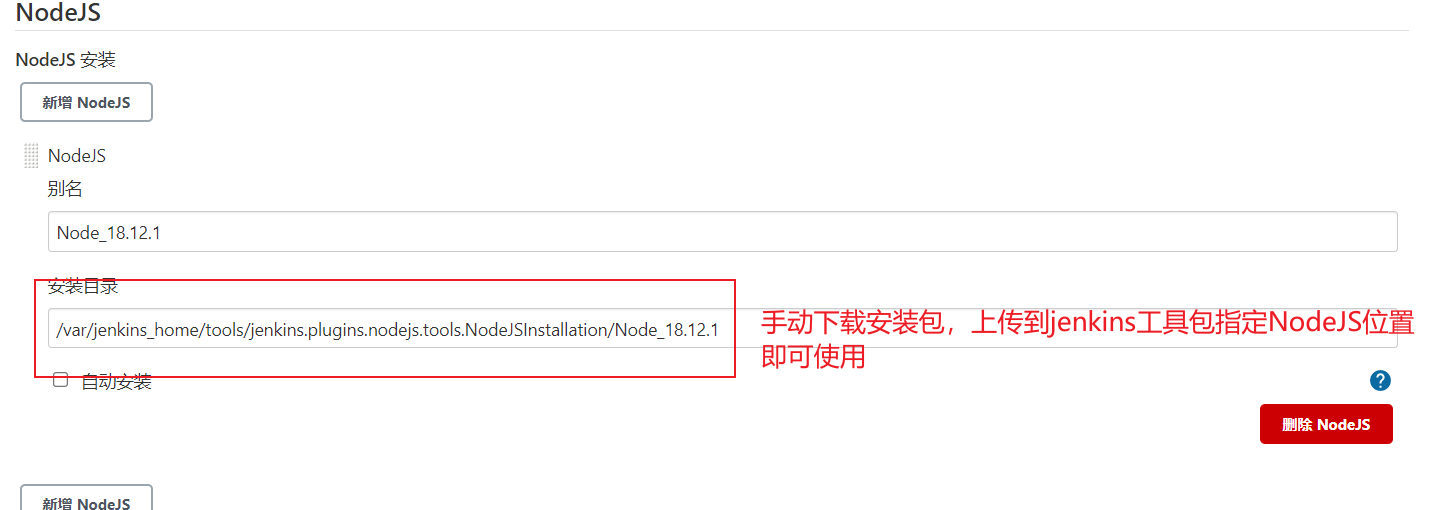 NodeJS
NodeJS 安装
新增 NodeJS
NodeJS
别名
Node_18.12.1
安装目录
/var/jenkins_home/tools/jenkins.plugins.nodejs.tools.NodeJSInstallation/Node_18.12.1
手动下载安装包，上传到jenkins工具包指定NodeJS位置
即可使用
自动安装
?
删除 NodeJS
新增 NodeJS